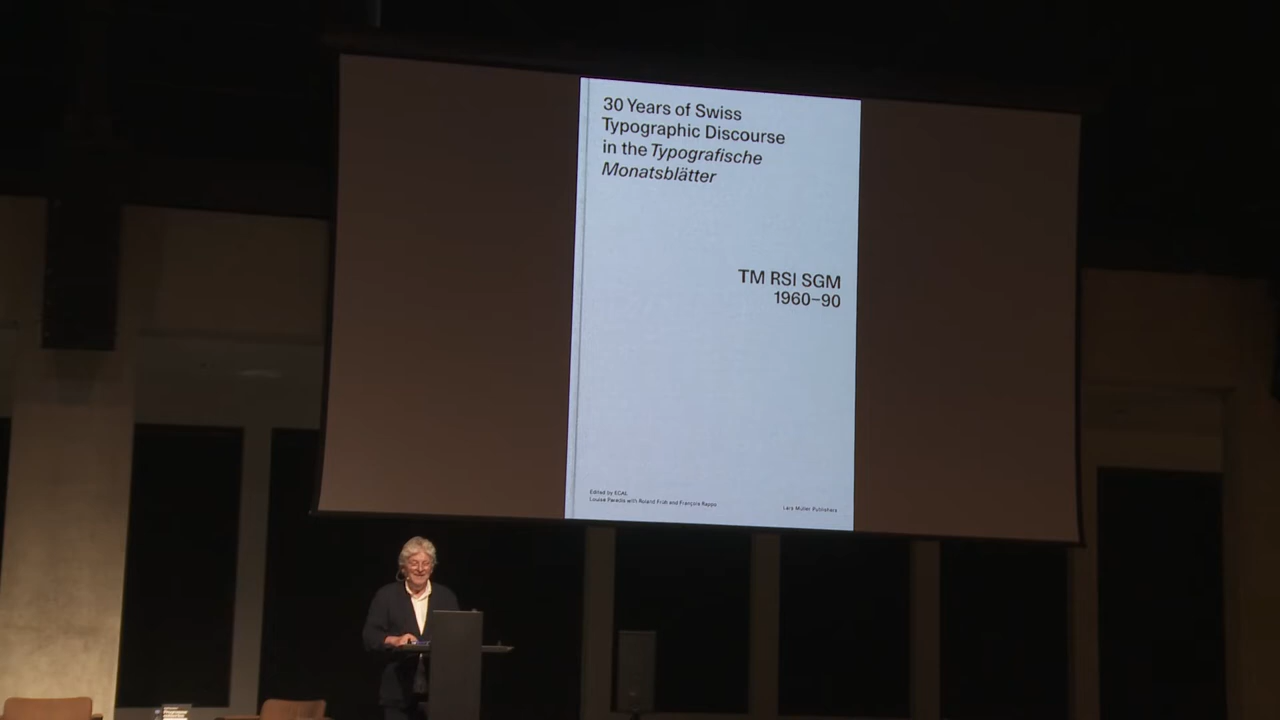 30 Years of Swiss
Typographic Discourse
in the Typografische
Monatsblätter
TM RSI SGM
1960–90
Edited by ECAL
Louise Paradis with Roland Früh and François Rappo
Lars Müller Publishers